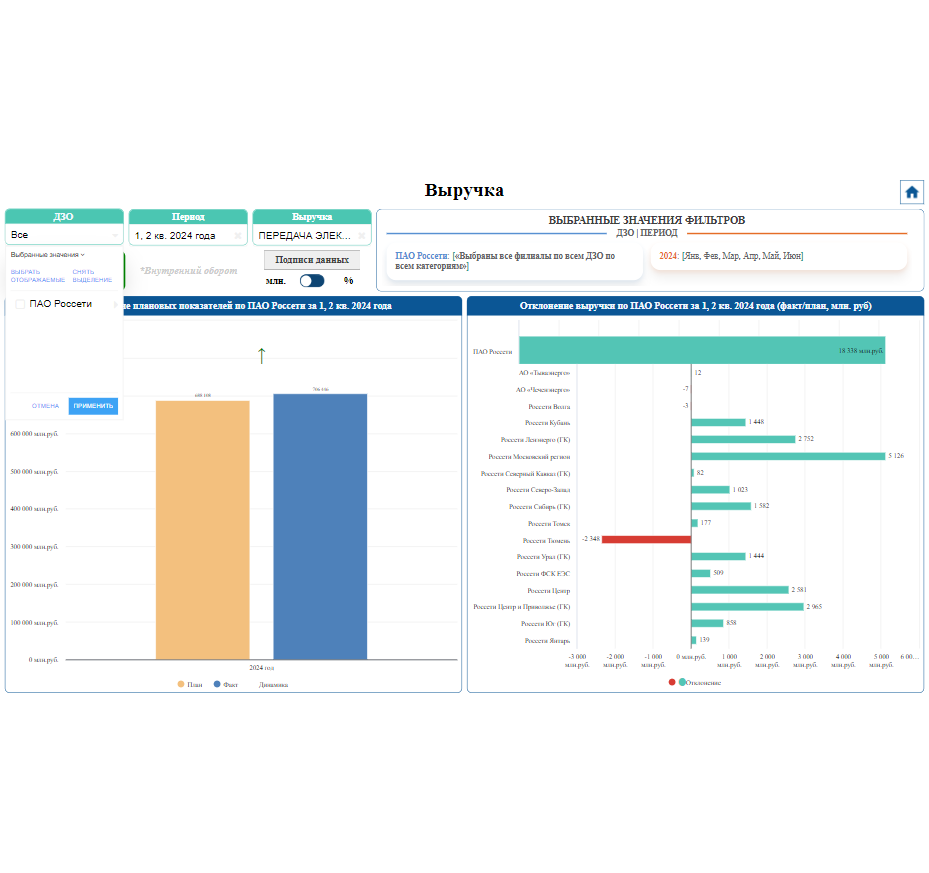 Выручка
ДЗО
Все
Период
1, 2 кв. 2024 года
Выручка
ПЕРЕДАЧА ЭЛЕК...
ВЫБРАННЫЕ ЗНАЧЕНИЯ ФИЛЬТРОВ
ДЗО | ПЕРИОД
ПАО Россети: [«Выбраны все филиалы по всем ДЗО по
всем категориям»]
2024: [Янв, Фев, Мар, Апр, Май, Июн]
Выбранные значения
ВЫБРАТЬ
ОТОБРАЖАЕМЫЕ
СНЯТЬ
ВЫДЕЛЕНИЕ
ПАО Россети
ОТМЕНА
ПРИМЕНИТЬ
*Внутренний оборот
Подписи данных
млн.
%
плановых показателей по ПАО Россети за 1, 2 кв. 2024 года
600 000 млн.руб.
500 000 млн.руб.
400 000 млн.руб.
300 000 млн.руб.
200 000 млн.руб.
100 000 млн.руб.
0 млн.руб.
2024 год
План
Факт
Динамика
Отклонение выручки по ПАО Россети за 1, 2 кв. 2024 года (факт/план, млн. руб)
ПАО Россети
18 338 млн.руб.
АО «Тываэнерго»
12
АО «Чеченэнерго»
-7
Россети Волга
-3
Россети Кубань
1 448
Россети Ленэнерго (ГК)
2 752
Россети Московский регион
5 126
Россети Северный Кавказ (ГК)
82
Россети Северо-Запад
1 023
Россети Сибирь (ГК)
1 582
Россети Томск
177
Россети Тюмень
-2 348
Россети Урал (ГК)
1 444
Россети ФСК ЕЭС
509
Россети Центр
2 581
Россети Центр и Приволжье (ГК)
2 965
Россети Юг (ГК)
858
Россети Янтарь
139
-3 000
млн.руб.
-2 000
млн.руб.
-1 000
млн.руб.
0 млн.руб.
1 000
млн.руб.
2 000
млн.руб.
3 000
млн.руб.
4 000
млн.руб.
5 000
млн.руб.
6 00...
Отклонение